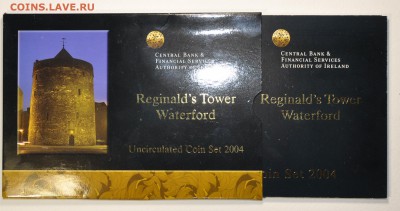 COINS.LAVE.RU
CENTRAL BANK &
FINANCIAL SERVICES
AUTHORITY OF IRELAND
Reginald's Tower
Waterford
Uncirculated Coin Set 2004
CENTRAL BANK &
FINANCIAL SERVICES
AUTHORITY OF IRELAND
Reginald's Tower
Waterford
Coin Set 2004